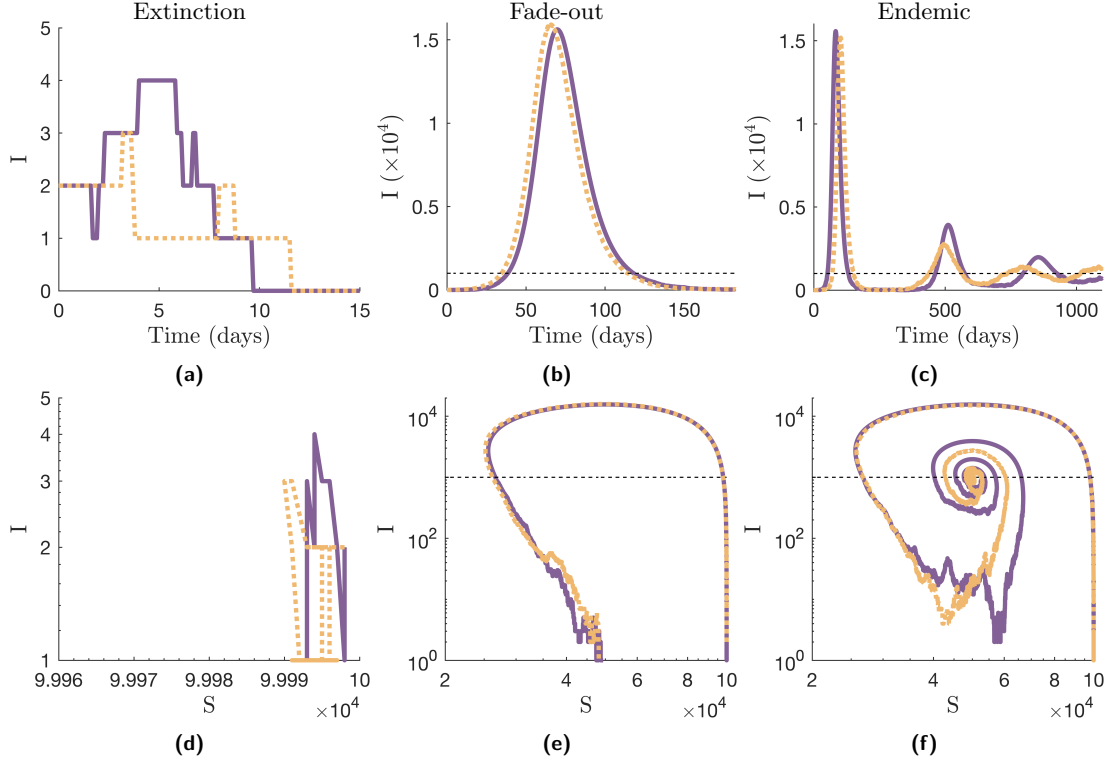 Extinction
5
4
3
2
1
0
I
0 5 10 15
Time (days)
(a)
Fade-out
1.5
1
0.5
0
I (×10⁴)
0 50 100 150
Time (days)
(b)
Endemic
1.5
1
0.5
0
I (×10⁴)
0 500 1000
Time (days)
(c)
5
4
3
2
1
I
9.996 9.997 9.998 9.999 10
S
×10⁴
(d)
10⁴
10²
10⁰
I
2 4 6 8 10
S
×10⁴
(e)
10⁴
10²
10⁰
I
2 4 6 8 10
S
×10⁴
(f)